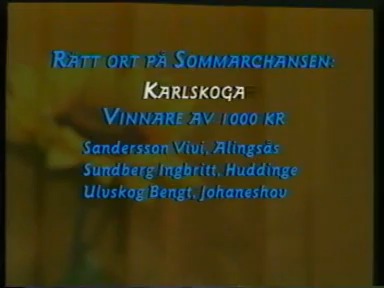 RÄTT ORT PÅ SOMMARCHANSEN:
KARLSKOGA
VINNARE AV 1000 KR
Sandersson Vivi, Alingsås
Sundberg Ingbritt, Huddinge
Ulvskog Bengt, Johaneshov